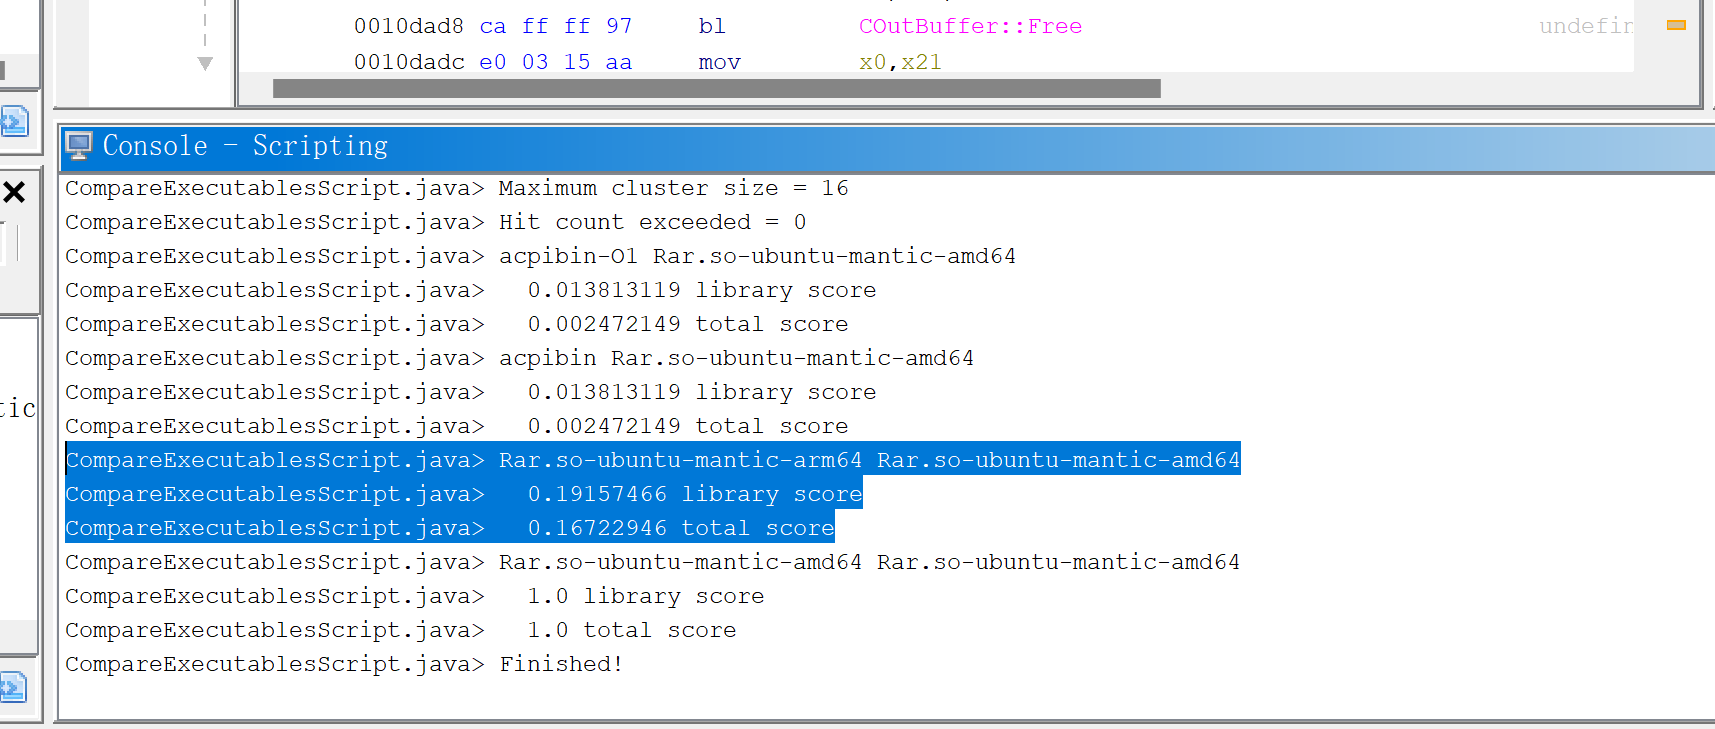 0010dad8 ca ff ff 97 bl COutBuffer::Free undefin
0010dadc e0 03 15 aa mov x0,x21
Console - Scripting
CompareExecutablesScript.java> Maximum cluster size = 16
CompareExecutablesScript.java> Hit count exceeded = 0
CompareExecutablesScript.java> acpibin-O1 Rar.so-ubuntu-mantic-amd64
CompareExecutablesScript.java> 0.013813119 library score
CompareExecutablesScript.java> 0.002472149 total score
CompareExecutablesScript.java> acpibin Rar.so-ubuntu-mantic-amd64
CompareExecutablesScript.java> 0.013813119 library score
tic
CompareExecutablesScript.java> 0.002472149 total score
CompareExecutablesScript.java> Rar.so-ubuntu-mantic-arm64 Rar.so-ubuntu-mantic-amd64
CompareExecutablesScript.java> 0.19157466 library score
CompareExecutablesScript.java> 0.16722946 total score
CompareExecutablesScript.java> Rar.so-ubuntu-mantic-amd64 Rar.so-ubuntu-mantic-amd64
CompareExecutablesScript.java> 1.0 library score
CompareExecutablesScript.java> 1.0 total score
CompareExecutablesScript.java> Finished!